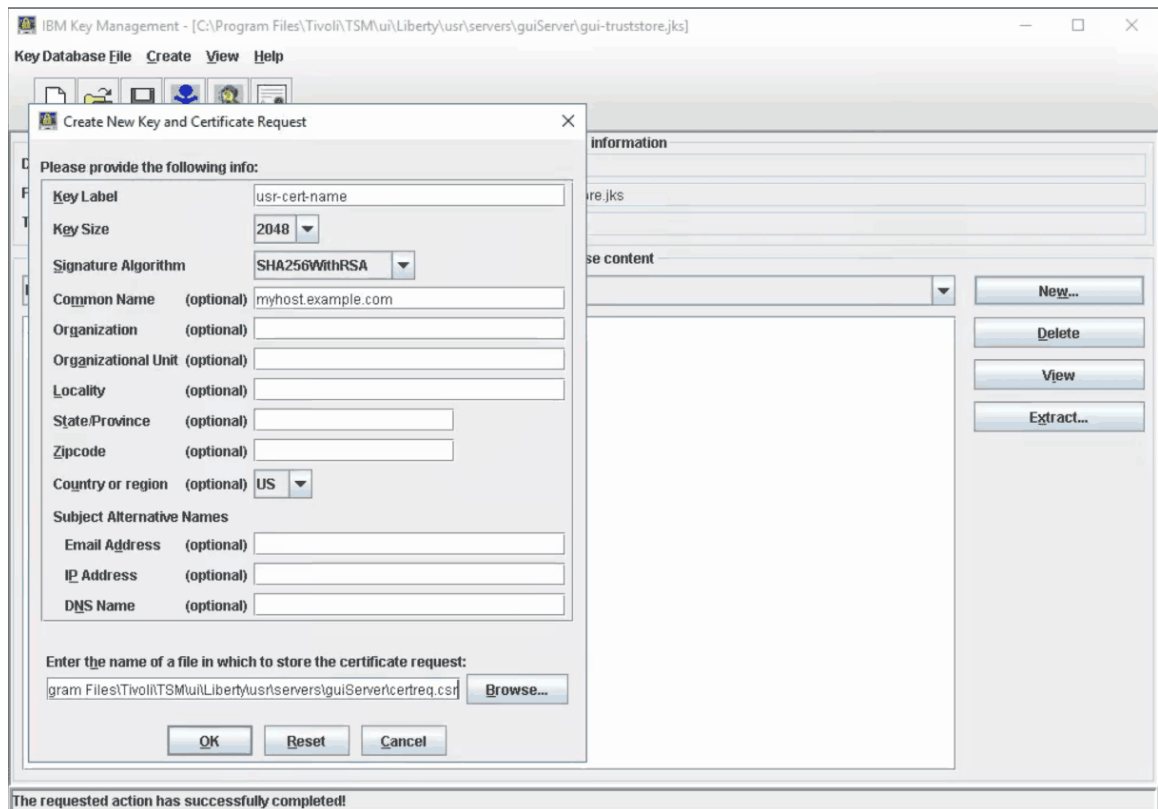 IBM Key Management - [C:\Program Files\Tivoli\TSM\ui\Liberty\usr\servers\guiServer\gui-truststore.jks]
Key Database File Create View Help
Create New Key and Certificate Request
information
Please provide the following info:
Key Label usr-cert-name
re.jks
Key Size 2048
Signature Algorithm SHA256WithRSA
se content
Common Name (optional) myhost.example.com
New...
Organization (optional)
Delete
Organizational Unit (optional)
View
Locality (optional)
Extract...
State/Province (optional)
Zipcode (optional)
Country or region (optional) US
Subject Alternative Names
Email Address (optional)
IP Address (optional)
DNS Name (optional)
Enter the name of a file in which to store the certificate request:
gram Files\Tivoli\TSM\ui\Liberty\usr\servers\guiServer\certreq.csr Browse...
OK Reset Cancel
The requested action has successfully completed!